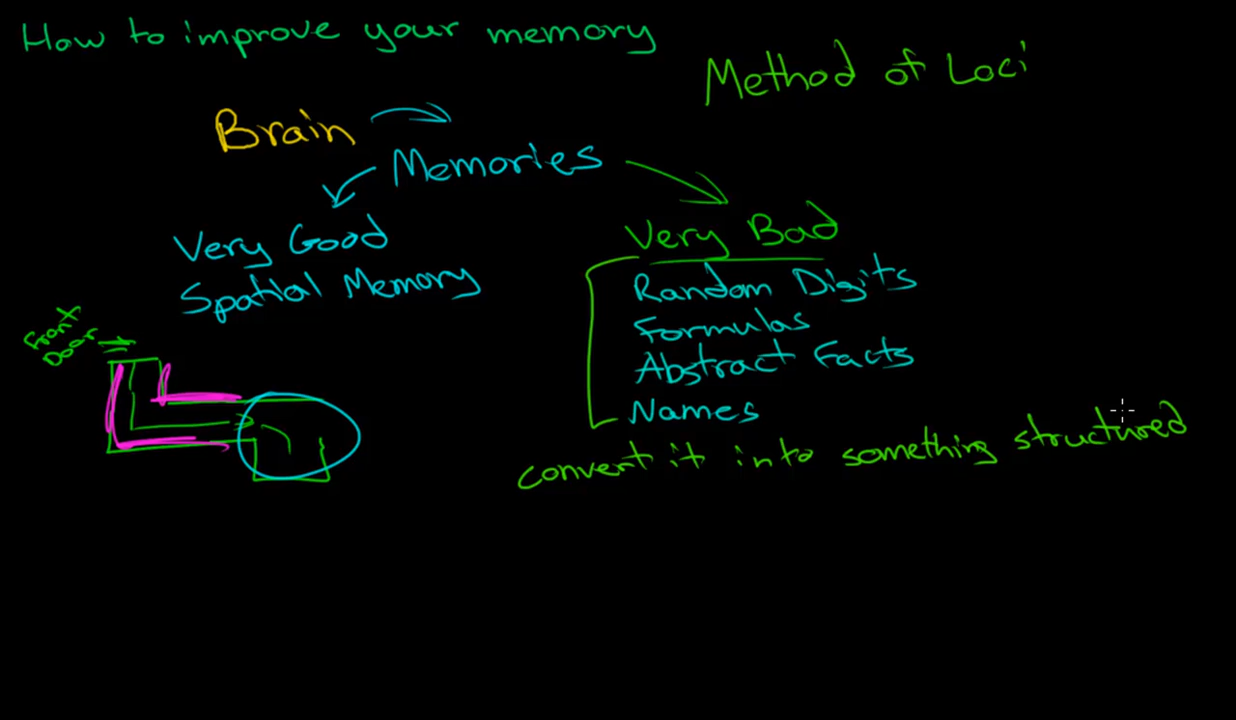 How to improve your memory
Method of Loci
Brain
Memories
Very Good
Spatial Memory
Very Bad
Random Digits
Formulas
Abstract Facts
Names
convert it into something structured
Front
Door